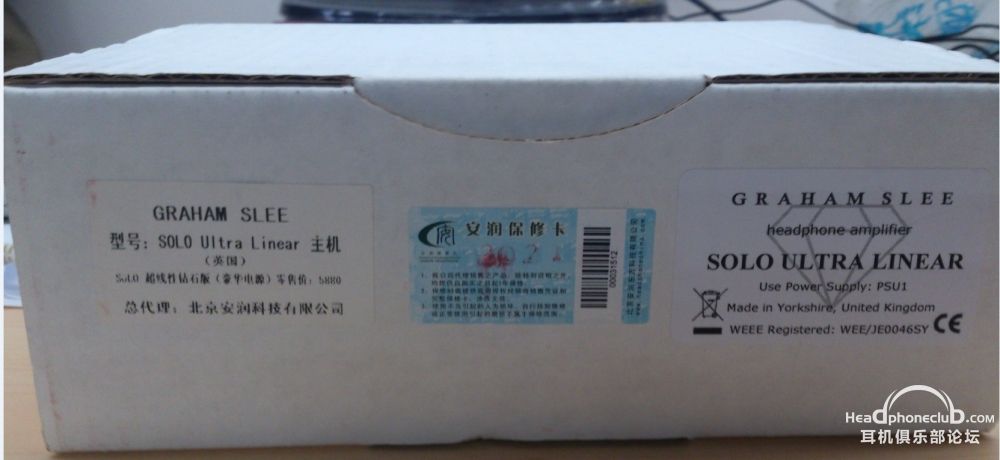 GRAHAM SLEE
型号: SOLO Ultra Linear 主机
(英国)
SOLO 超线性钻石版 (豪华电源) 零售价: 5880
总代理: 北京安润科技有限公司
安润保修卡
2021
00031512
GRAHAM SLEE
headphone amplifier
SOLO ULTRA LINEAR
Use Power Supply: PSU1
Made in Yorkshire, United Kingdom
WEEE Registered: WEE/JE0046SY
CE
Headphoneclub.com
耳机俱乐部论坛